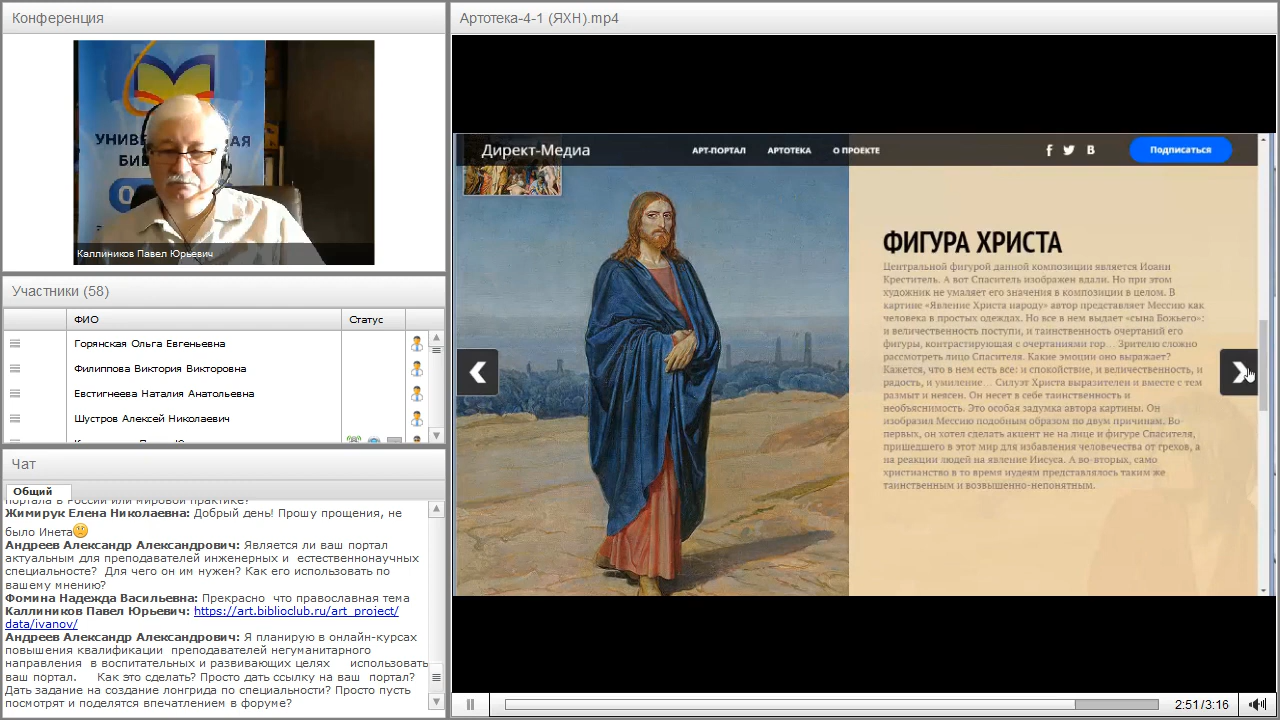 Конференция
УНИВЕ
АЯ
БИБ
Каллиников Павел Юрьевич
Участники (58)
ФИО
Статус
Горянская Ольга Евгеньевна
Филиппова Виктория Викторовна
Евстигнеева Наталия Анатольевна
Шустров Алексей Николаевич
Чат
Общий
портала в России или мировой практике?
Жимирук Елена Николаевна: Добрый день! Прошу прощения, не
было Инета
Андреев Александр Александрович: Является ли ваш портал
актуальным для преподавателей инженерных и естественнонаучных
специальносте? Для чего он им нужен? Как его использовать по
вашему мнению?
Фомина Надежда Васильевна: Прекрасно что православная тема
Каллиников Павел Юрьевич: https://art.biblioclub.ru/art_project/
data/ivanov/
Андреев Александр Александрович: Я планирую в онлайн-курсах
повышения квалификации преподавателей негуманитарного
направления в воспитательных и развивающих целях использовать
ваш портал. Как это сделать? Просто дать ссылку на ваш портал?
Дать задание на создание лонгрида по специальности? Просто пусть
посмотрят и поделятся впечатлением в форуме?
Артотека-4-1 (ЯХН).mp4
Директ-Медиа
АРТ-ПОРТАЛ
АРТОТЕКА
О ПРОЕКТЕ
Подписаться
ФИГУРА ХРИСТА
Центральной фигурой данной композиции является Иоанн
Креститель. А вот Спаситель изображен вдали. Но при этом
художник не умаляет его значения в композиции в целом. В
картине «Явление Христа народу» автор представляет Мессию как
человека в простых одеждах. Но все в нем выдает «сына Божьего»:
и величественность поступи, и таинственность очертаний его
фигуры, контрастирующая с очертаниями гор... Зрителю сложно
рассмотреть лицо Спасителя. Какие эмоции оно выражает?
Кажется, что в нем есть все: и спокойствие, и величественность, и
радость, и умиление... Силуэт Христа выразителен и вместе с тем
размыт и неясен. Он несет в себе таинственность и
необъяснимость. Это особая задумка автора картины. Он
изобразил Мессию подобным образом по двум причинам. Во-
первых, он хотел сделать акцент не на лице и фигуре Спасителя,
пришедшего в этот мир для избавления человечества от грехов, а
на реакции людей на явление Иисуса. А во-вторых, само
христианство в то время иудеям представлялось таким же
таинственным и возвышенно-непонятным.
2:51/3:16